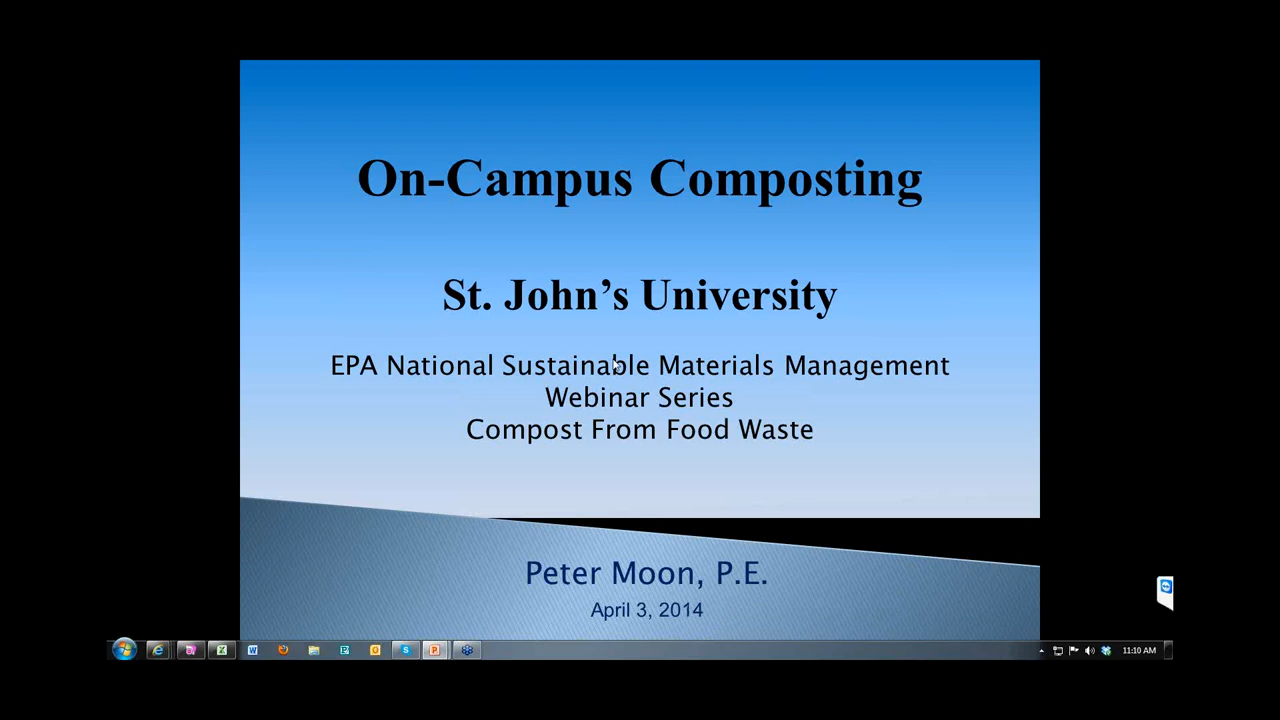 On-Campus Composting
St. John’s University
EPA National Sustainable Materials Management
Webinar Series
Compost From Food Waste
Peter Moon, P.E.
April 3, 2014
11:10 AM